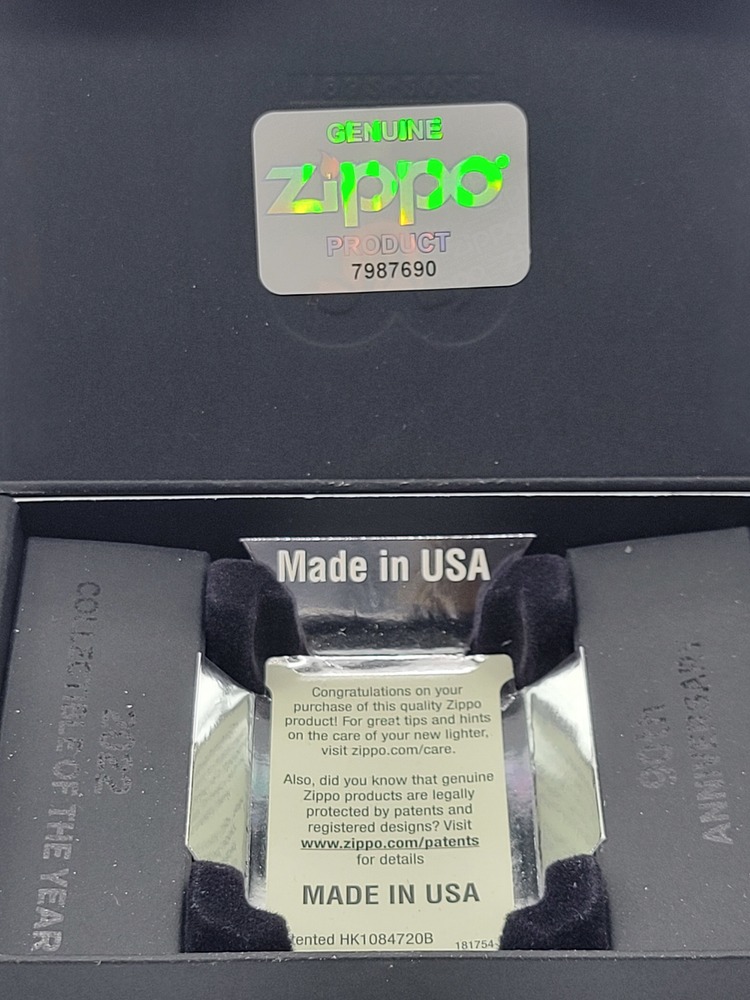 GENUINE
zippo
PRODUCT
7987690
Made in USA
Congratulations on your
purchase of this quality Zippo
product! For great tips and hints
on the care of your new lighter,
visit zippo.com/care.
Also, did you know that genuine
Zippo products are legally
protected by patents and
registered designs? Visit
www.zippo.com/patents
for details
MADE IN USA
tented HK1084720B
181754
2022
COLLECTIBLE OF THE YEAR
90th
ANNIVERSARY